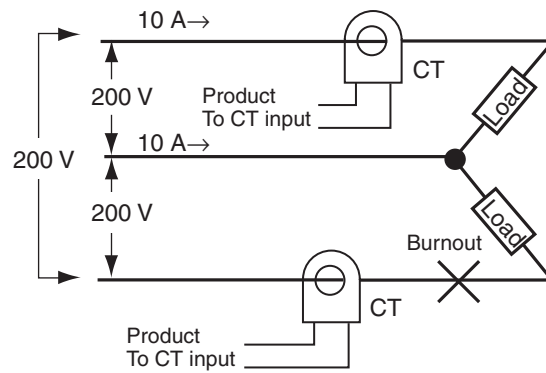 10 A→
CT
200 V
Product
To CT input
Load
10 A→
200 V
200 V
Load
Burnout
CT
Product
To CT input